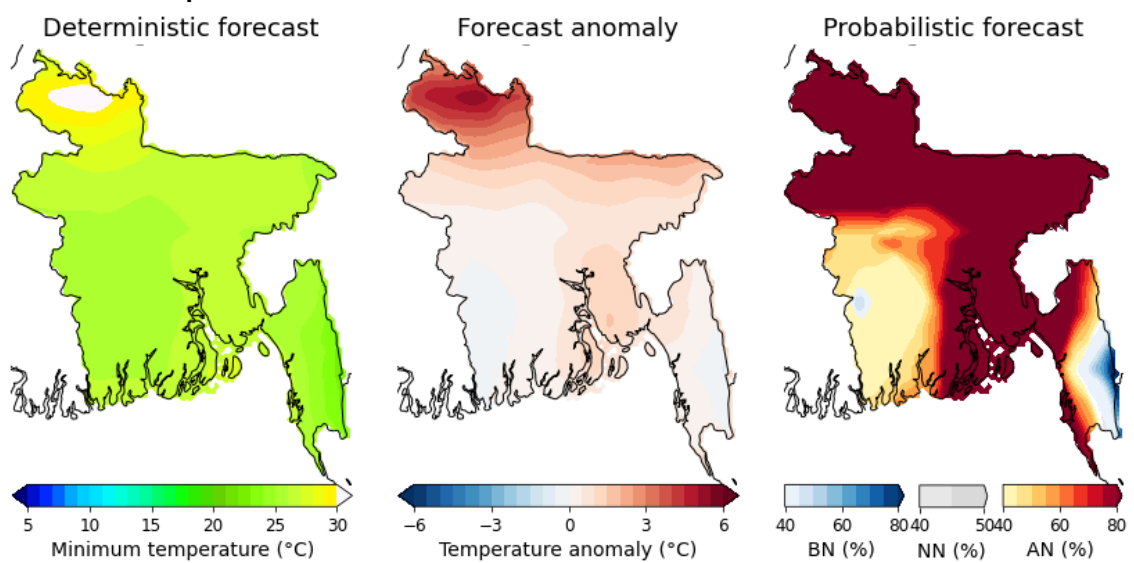 Deterministic forecast
Forecast anomaly
Probabilistic forecast
5 10 15 20 25 30
Minimum temperature (°C)
−6 −3 0 3 6
Temperature anomaly (°C)
40 60 80
BN (%)
40 50
NN (%)
40 60 80
AN (%)